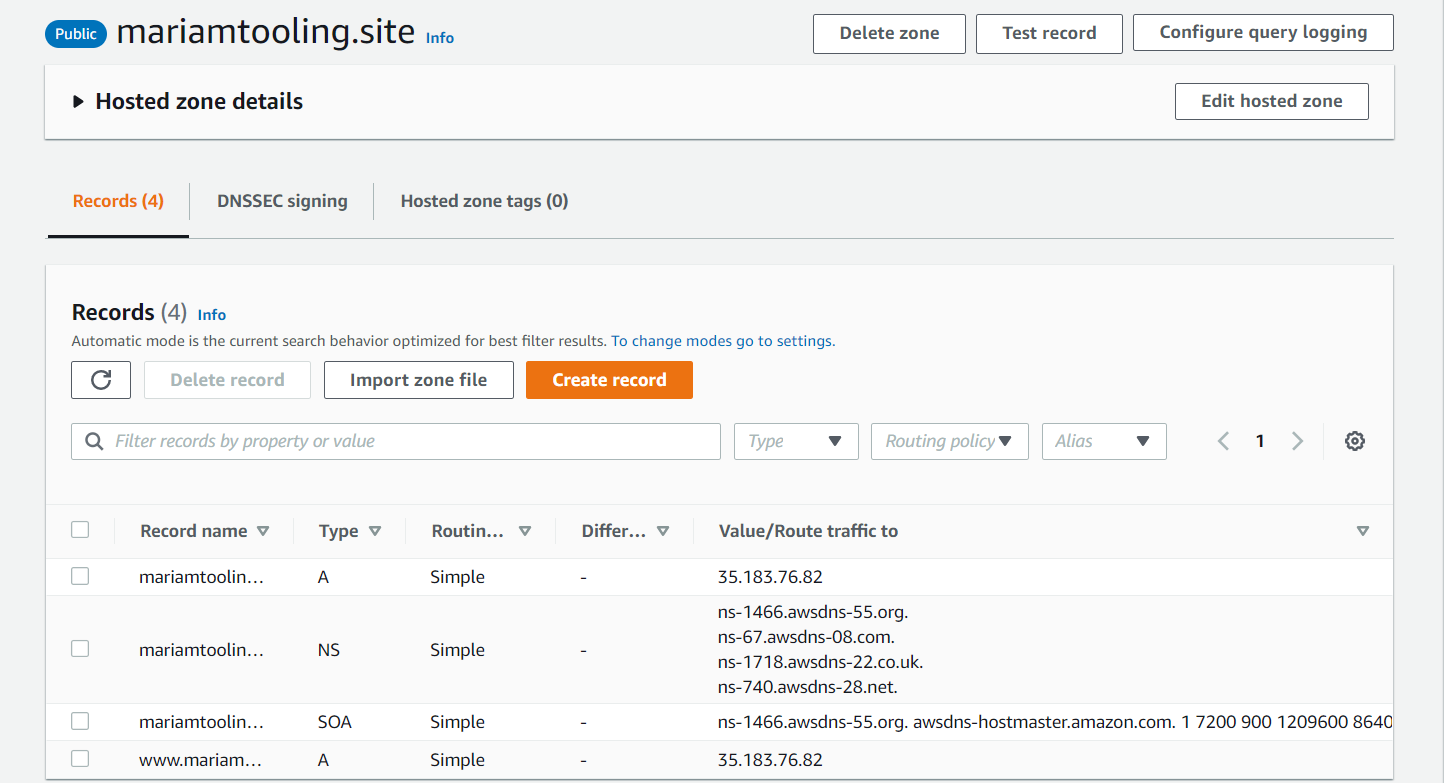 Public mariamtooling.site Info Delete zone Test record Configure query logging
Hosted zone details Edit hosted zone
Records (4) DNSSEC signing Hosted zone tags (0)
Records (4) Info
Automatic mode is the current search behavior optimized for best filter results. To change modes go to settings.
Delete record Import zone file Create record
Filter records by property or value Type Routing policy Alias 1
Record name Type Routin... Differ... Value/Route traffic to
mariamtoolin... A Simple - 35.183.76.82
ns-1466.awsdns-55.org.
ns-67.awsdns-08.com.
mariamtoolin... NS Simple -
ns-1718.awsdns-22.co.uk.
ns-740.awsdns-28.net.
mariamtoolin... SOA Simple - ns-1466.awsdns-55.org. awsdns-hostmaster.amazon.com. 1 7200 900 1209600 8640
www.mariam... A Simple - 35.183.76.82